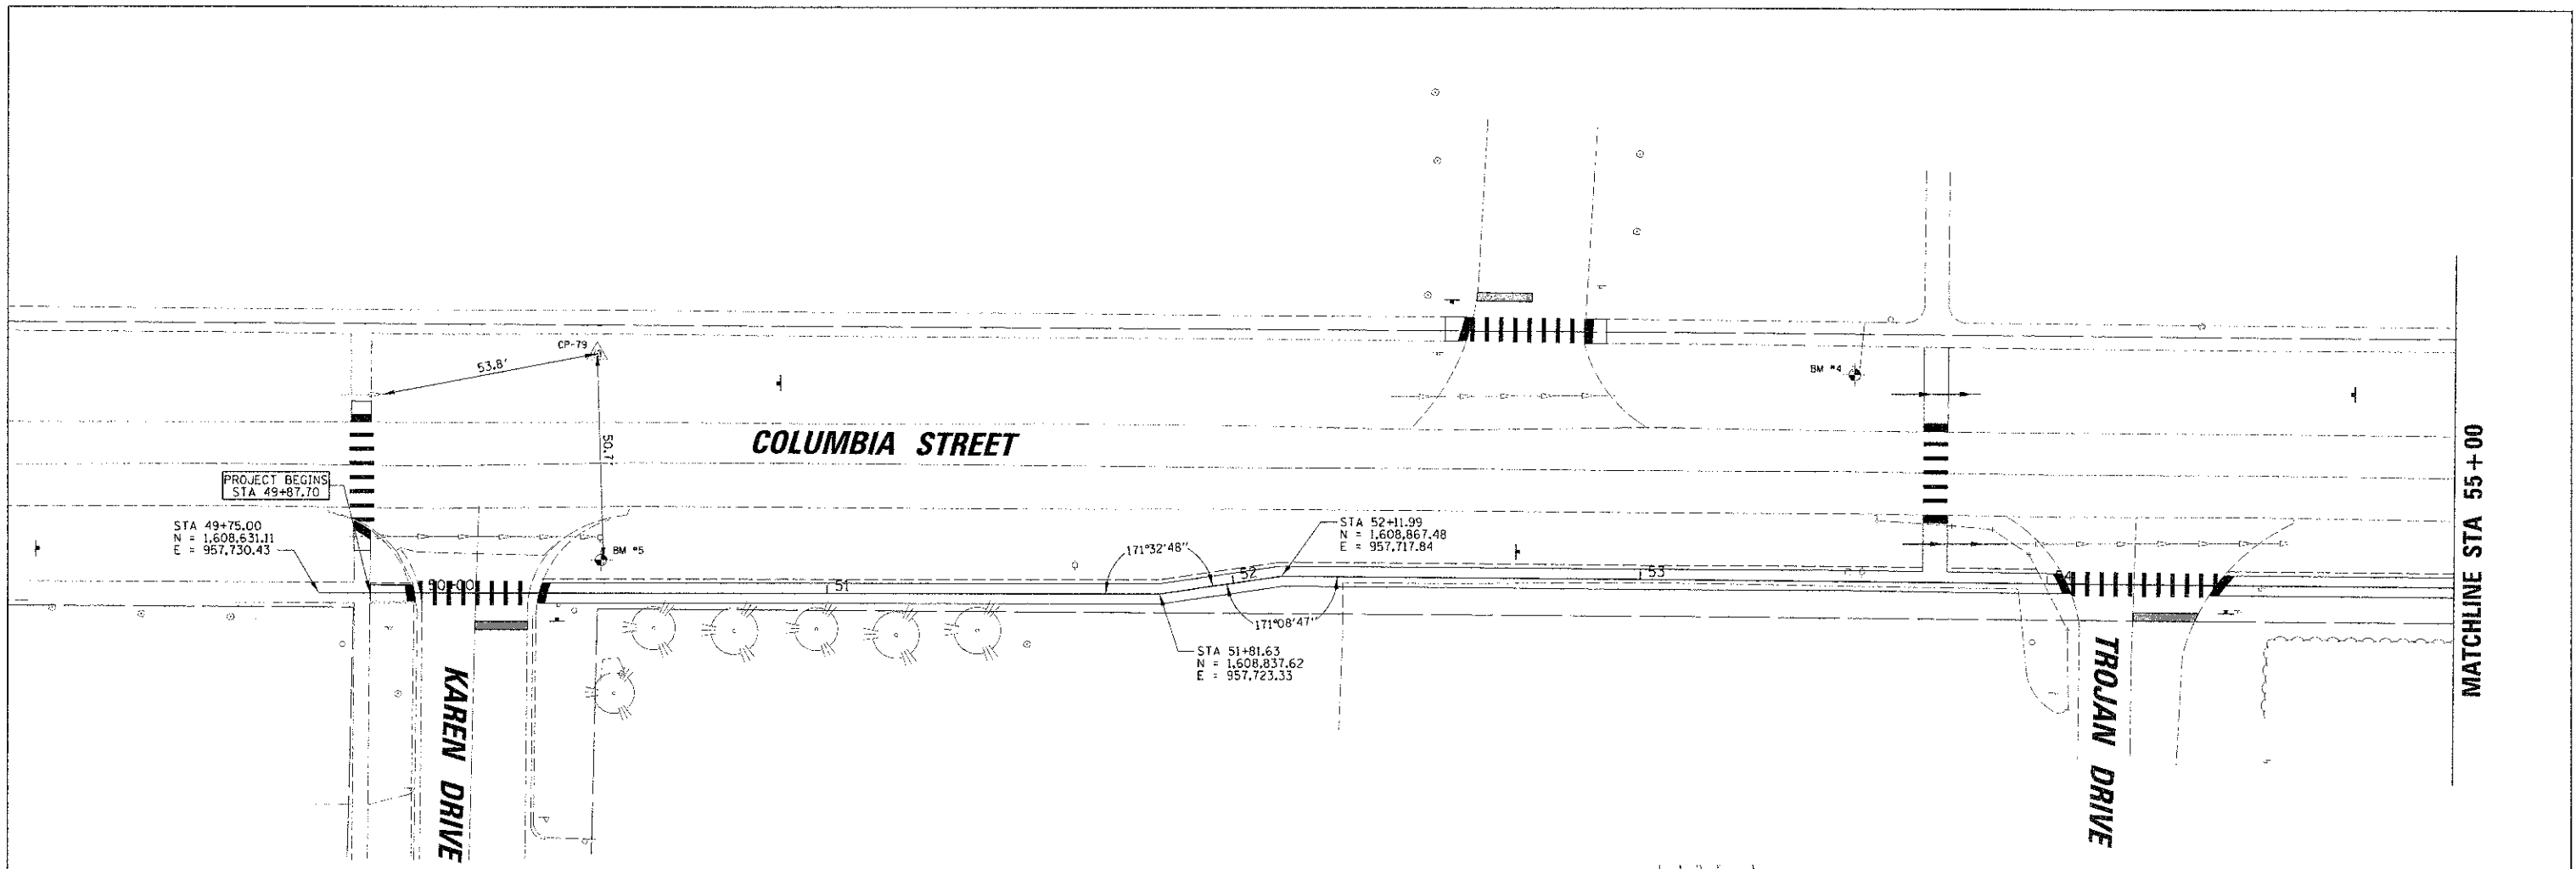 CP-79
53.8'
BM #4
50.7'
COLUMBIA STREET
PROJECT BEGINS
STA 49+87.70
STA 49+75.00
N = 1,608,631.11
E = 957,730.43
BM #5
STA 52+11.99
N = 1,608,867.48
E = 957,717.84
171°32'48"
50+00
51
52
53
54
171°08'47"
STA 51+81.63
N = 1,608,837.62
E = 957,723.33
KAREN DRIVE
TROJAN DRIVE
MATCHLINE STA 55+00